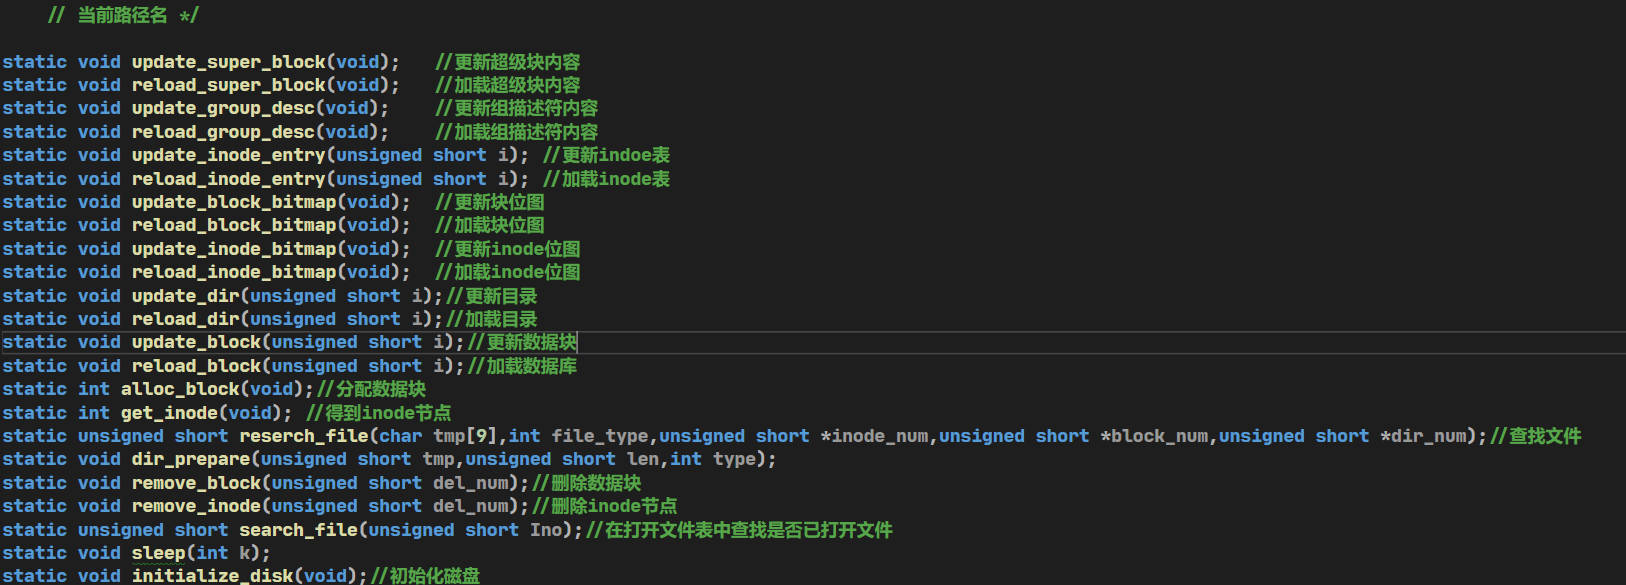 // 当前路径名 */
static void update_super_block(void);   //更新超级块内容
static void reload_super_block(void);   //加载超级块内容
static void update_group_desc(void);    //更新组描述符内容
static void reload_group_desc(void);    //加载组描述符内容
static void update_inode_entry(unsigned short i); //更新indoe表
static void reload_inode_entry(unsigned short i); //加载inode表
static void update_block_bitmap(void);  //更新块位图
static void reload_block_bitmap(void);  //加载块位图
static void update_inode_bitmap(void);  //更新inode位图
static void reload_inode_bitmap(void);  //加载inode位图
static void update_dir(unsigned short i);//更新目录
static void reload_dir(unsigned short i);//加载目录
static void update_block(unsigned short i);//更新数据块
static void reload_block(unsigned short i);//加载数据库
static int alloc_block(void);//分配数据块
static int get_inode(void); //得到inode节点
static unsigned short reserch_file(char tmp[9],int file_type,unsigned short *inode_num,unsigned short *block_num,unsigned short *dir_num);//查找文件
static void dir_prepare(unsigned short tmp,unsigned short len,int type);
static void remove_block(unsigned short del_num);//删除数据块
static void remove_inode(unsigned short del_num);//删除inode节点
static unsigned short search_file(unsigned short Ino);//在打开文件表中查找是否已打开文件
static void sleep(int k);
static void initialize_disk(void);//初始化磁盘